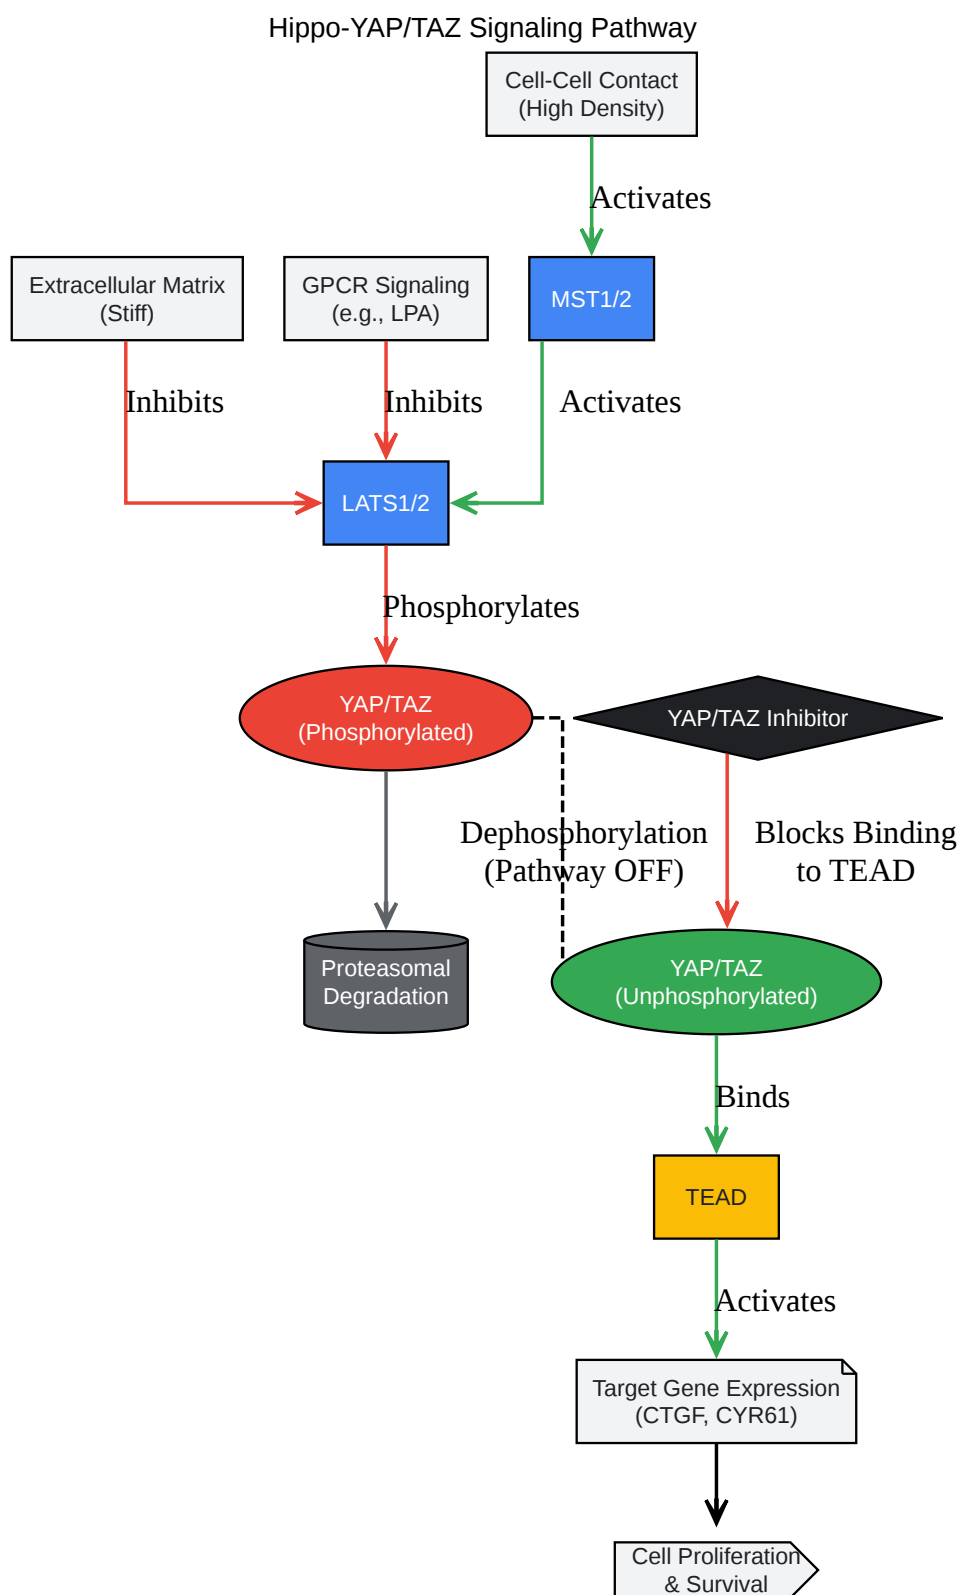 Hippo-YAP/TAZ Signaling Pathway
Cell-Cell Contact
(High Density)
Activates
Extracellular Matrix
(Stiff)
GPCR Signaling
(e.g., LPA)
MST1/2
Inhibits
Inhibits
Activates
LATS1/2
Phosphorylates
YAP/TAZ
(Phosphorylated)
YAP/TAZ Inhibitor
Dephosphorylation
(Pathway OFF)
Blocks Binding
to TEAD
Proteasomal
Degradation
YAP/TAZ
(Unphosphorylated)
Binds
TEAD
Activates
Target Gene Expression
(CTGF, CYR61)
Cell Proliferation
& Survival